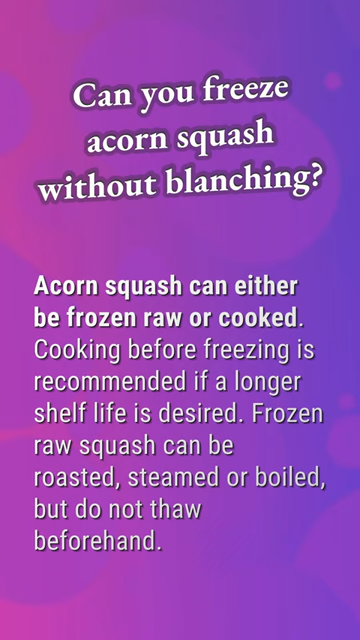 Can you freeze
acorn squash
without blanching?
Acorn squash can either
be frozen raw or cooked.
Cooking before freezing is
recommended if a longer
shelf life is desired. Frozen
raw squash can be
roasted, steamed or boiled,
but do not thaw
beforehand.